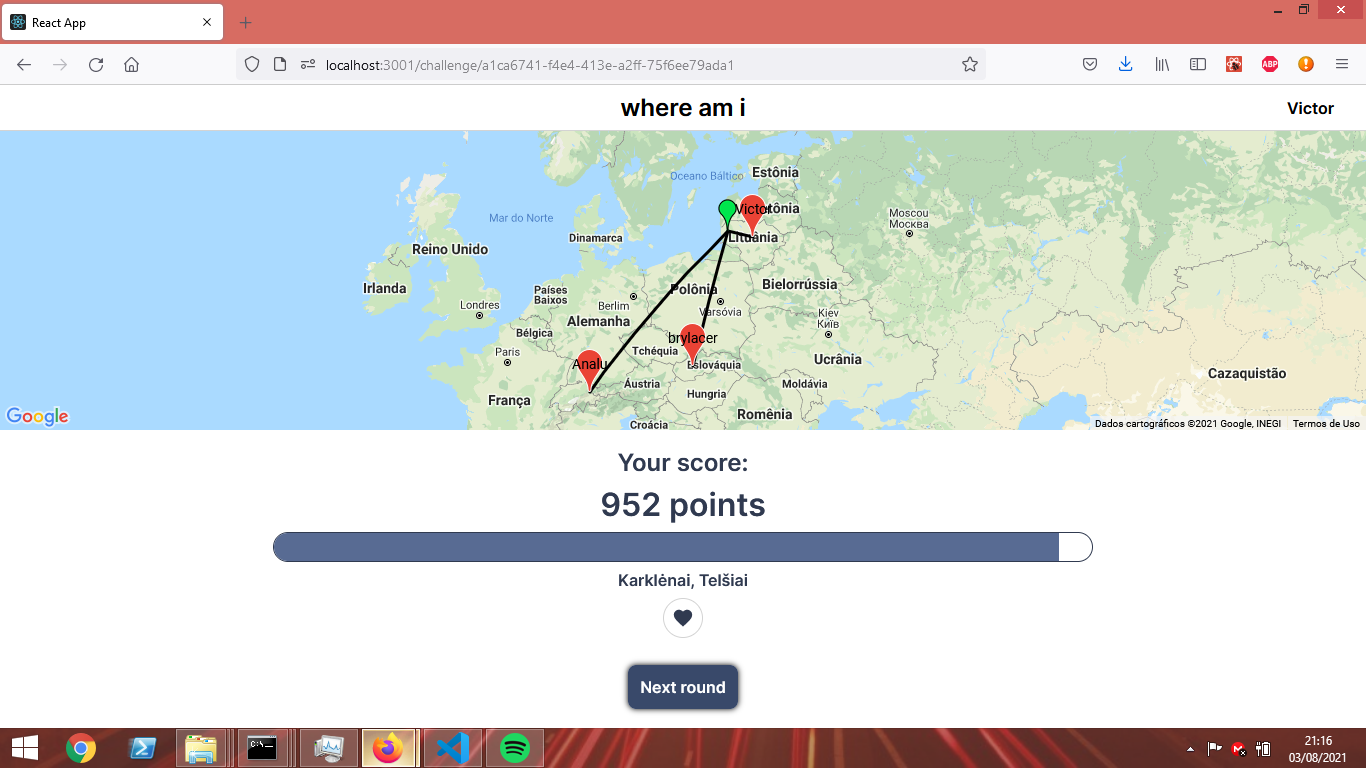 React App
localhost:3001/challenge/a1ca6741-f4e4-413e-a2ff-75f6ee79ada1
ABP
where am i
Victor
Estônia
Oceano Báltico
Victor
tônia
Moscou
Москва
Mar do Norte
Dinamarca
Lituânia
Reino Unido
Irlanda
Países
Baixos
Polônia
Bielorrússia
Londres
Berlim
Varsóvia
Kiev
Київ
Alemanha
Bélgica
brylacer
Paris
Tchéquia
Analu
Eslováquia
Ucrânia
Cazaquistão
Áustria
Moldávia
França
Hungria
Romênia
Croácia
Google
Dados cartográficos ©2021 Google, INEGI
Termos de Uso
Your score:
952 points
Karklėnai, Telšiai
Next round
C:\
21:16
03/08/2021